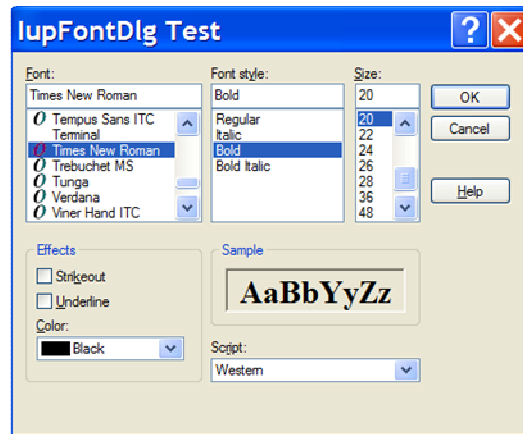 IupFontDlg Test
Font:
Font style:
Size:
Times New Roman
Bold
20
OK
Cancel
Help
Tempus Sans ITC
Terminal
Times New Roman
Trebuchet MS
Tunga
Verdana
Viner Hand ITC
Regular
Italic
Bold
Bold Italic
20
22
24
26
28
36
48
Effects
Strikeout
Underline
Color:
Black
Sample
AaBbYyZz
Script:
Western